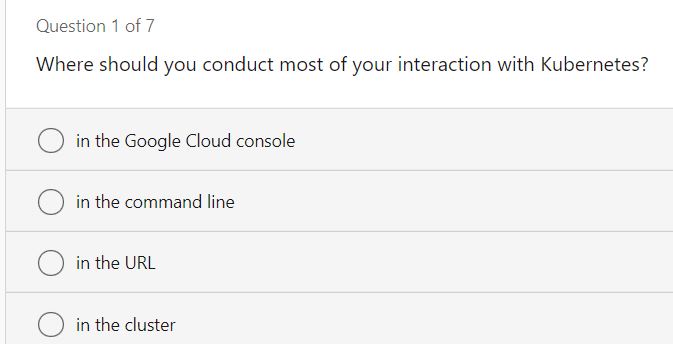 Question 1 of 7
Where should you conduct most of your interaction with Kubernetes?
in the Google Cloud console
in the command line
in the URL
in the cluster